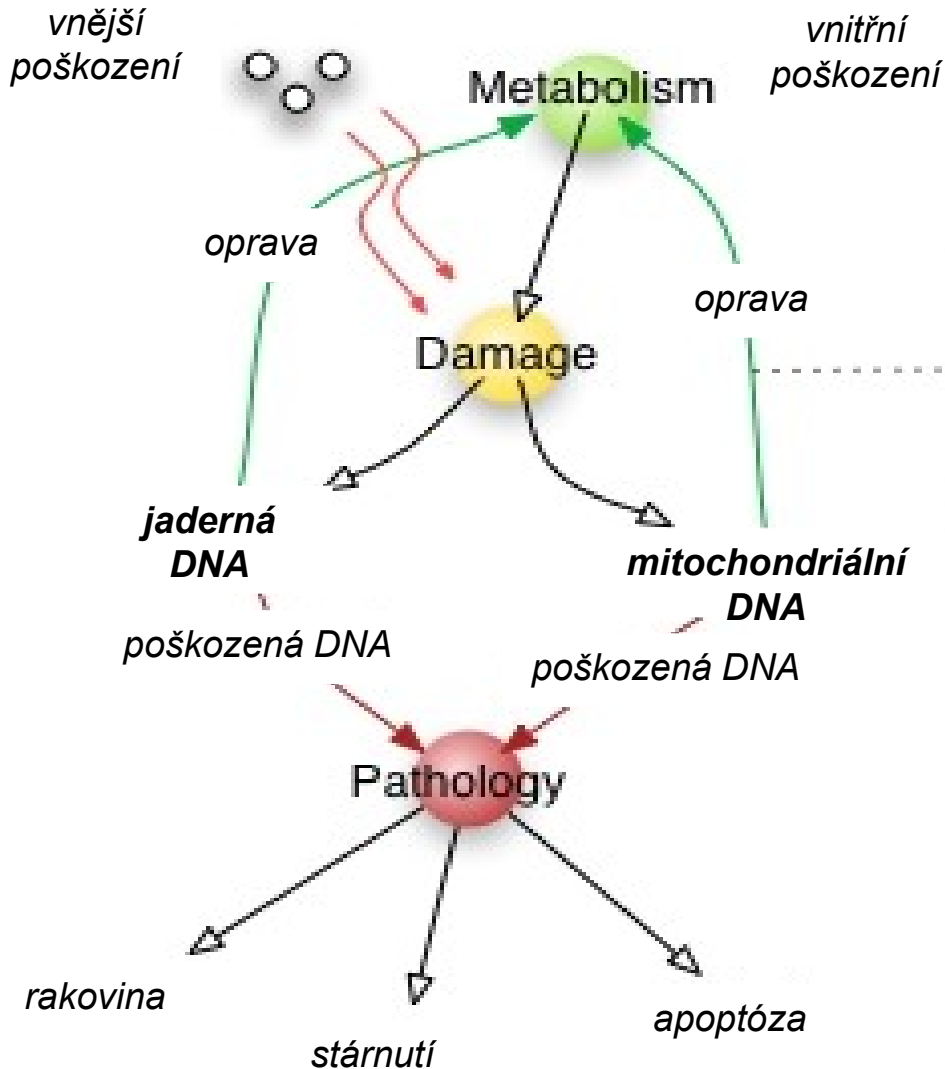 vnější
poškození
vnitřní
poškození
Metabolism
oprava
oprava
Damage
jaderná
DNA
mitochondriální
DNA
poškozená DNA
poškozená DNA
Pathology
rakovina
stárnutí
apoptóza